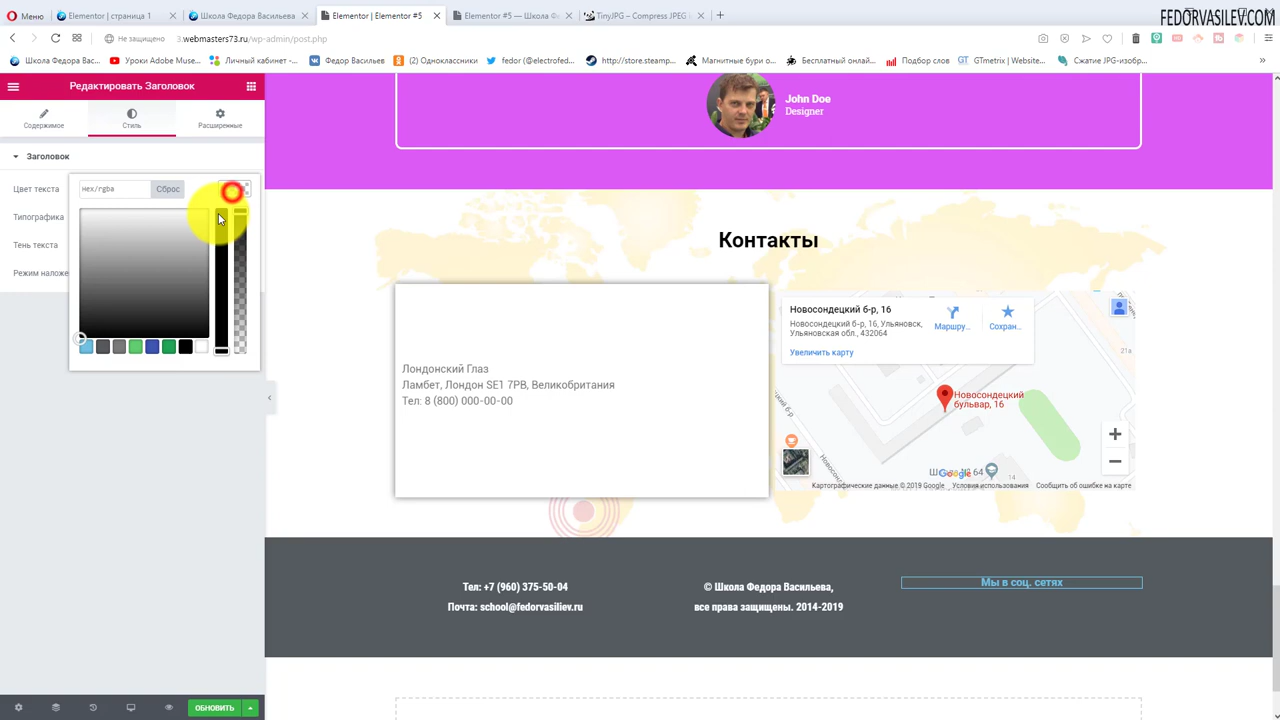 FEDORVASILEV.COM
Меню
Elementor | страница 1
Школа Федора Васильева
Elementor | Elementor #5
Elementor #5 — Школа Фе
TinyJPG – Compress JPEG
Не защищено
3.webmasters73.ru/wp-admin/post.php
Школа Федора Вас...
Уроки Adobe Muse...
Личный кабинет -...
Федор Васильев
(2) Одноклассники
fedor (@electrofed...
http://store.steamp...
Магнитные бури о...
Бесплатный онлай...
Подбор слов
GTmetrix | Website...
Сжатие JPG-изобр...
Редактировать Заголовок
Содержимое
Стиль
Расширенные
Заголовок
Цвет текста
Hex/rgba
Сброс
Типографика
Тень текста
Режим наложе
ОБНОВИТЬ
John Doe
Designer
Контакты
Лондонский Глаз
Ламбет, Лондон SE1 7PB, Великобритания
Тел: 8 (800) 000-00-00
Новосондецкий б-р, 16
Новосондецкий б-р, 16, Ульяновск,
Ульяновская обл., 432064
Увеличить карту
Маршру...
Сохран...
21а
Новосондецкий
бульвар, 16
14
Google
64
Картографические данные © 2019 Google
Условия использования
Сообщить об ошибке на карте
Тел: +7 (960) 375-50-04
Почта: school@fedorvasiliev.ru
© Школа Федора Васильева,
все права защищены. 2014-2019
Мы в соц. сетях